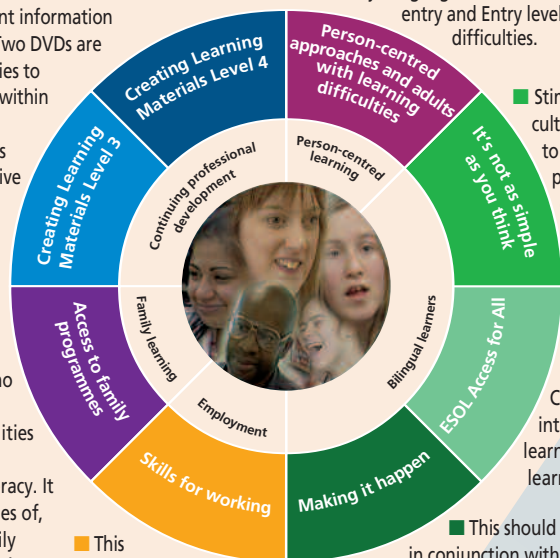 nt information
Two DVDs are
ies to
within
s
ive
no
ities
racy. It
es of,
ily
This
entry and Entry level
difficulties.
Stin
cult
to
p
C
int
learn
learn
This should
in conjunction with
Creating Learning
Materials Level 4
Person-centred
approaches and adults
with learning
difficulties
It's not as simple
as you think
ESOL Access for All
Making it happen
Skills for working
Access to family
programmes
Creating Learning
Materials Level 3
Continuing professional
development
Person-centred
learning
Bilingual learners
Employment
Family learning